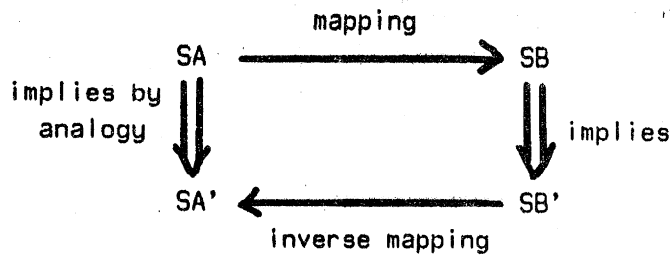 mapping
SA SB
implies by
analogy
implies
SA' SB'
inverse mapping